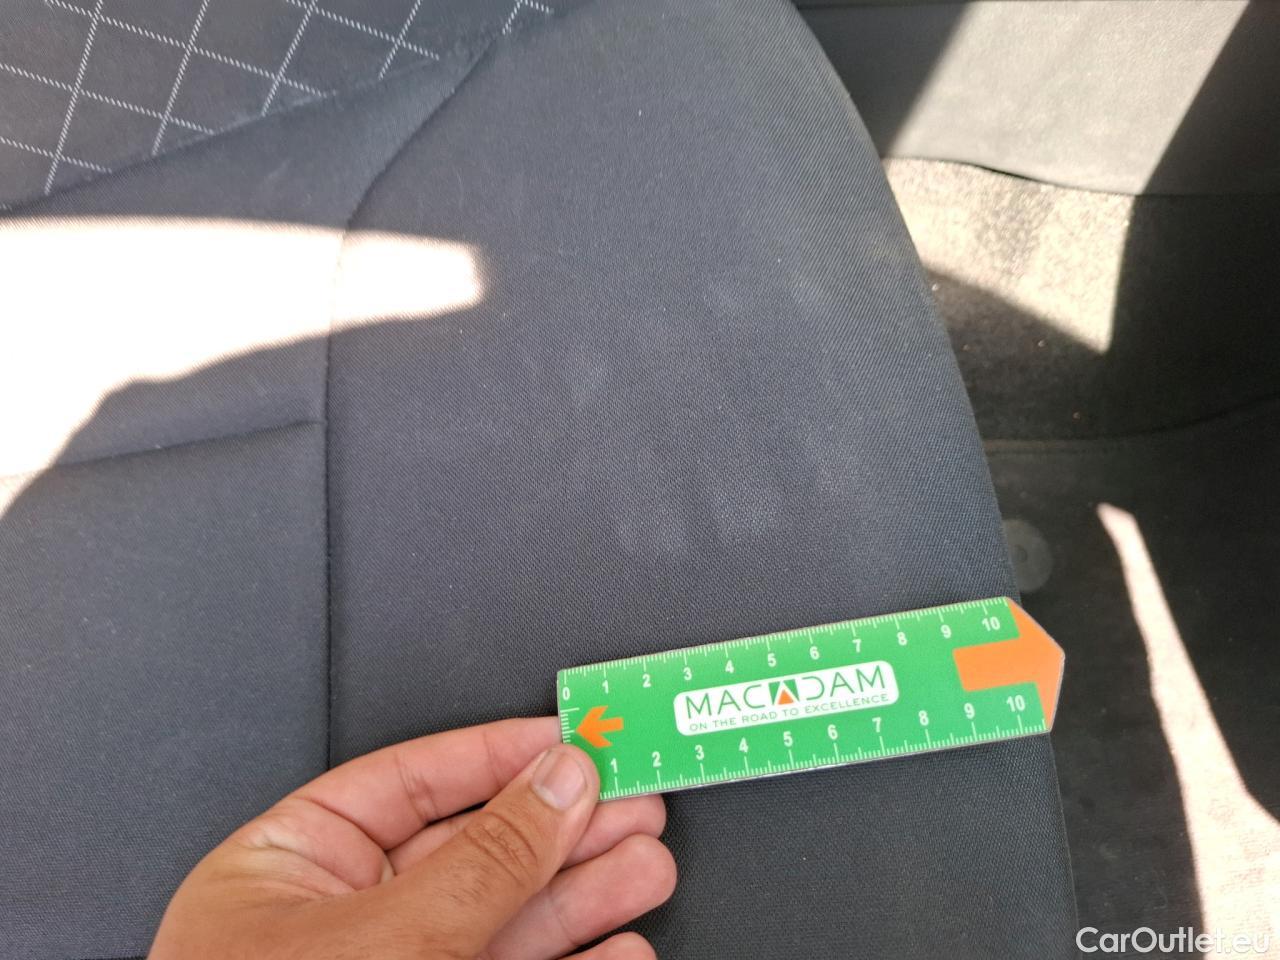 0 1 2 3 4 5 6 7 8 9 10
MACADAM
ON THE ROAD TO EXCELLENCE
1 2 3 4 5 6 7 8 9 10
CarOutlet.eu